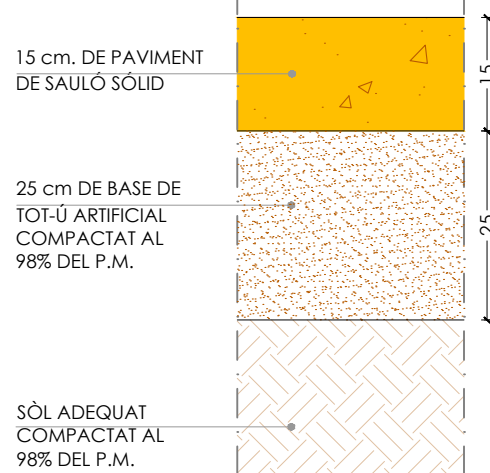 15 cm. DE PAVIMENT
DE SAULÓ SÓLID
15
25 cm DE BASE DE
TOT-Ú ARTIFICIAL
COMPACTAT AL
98% DEL P.M.
25
SÒL ADEQUAT
COMPACTAT AL
98% DEL P.M.